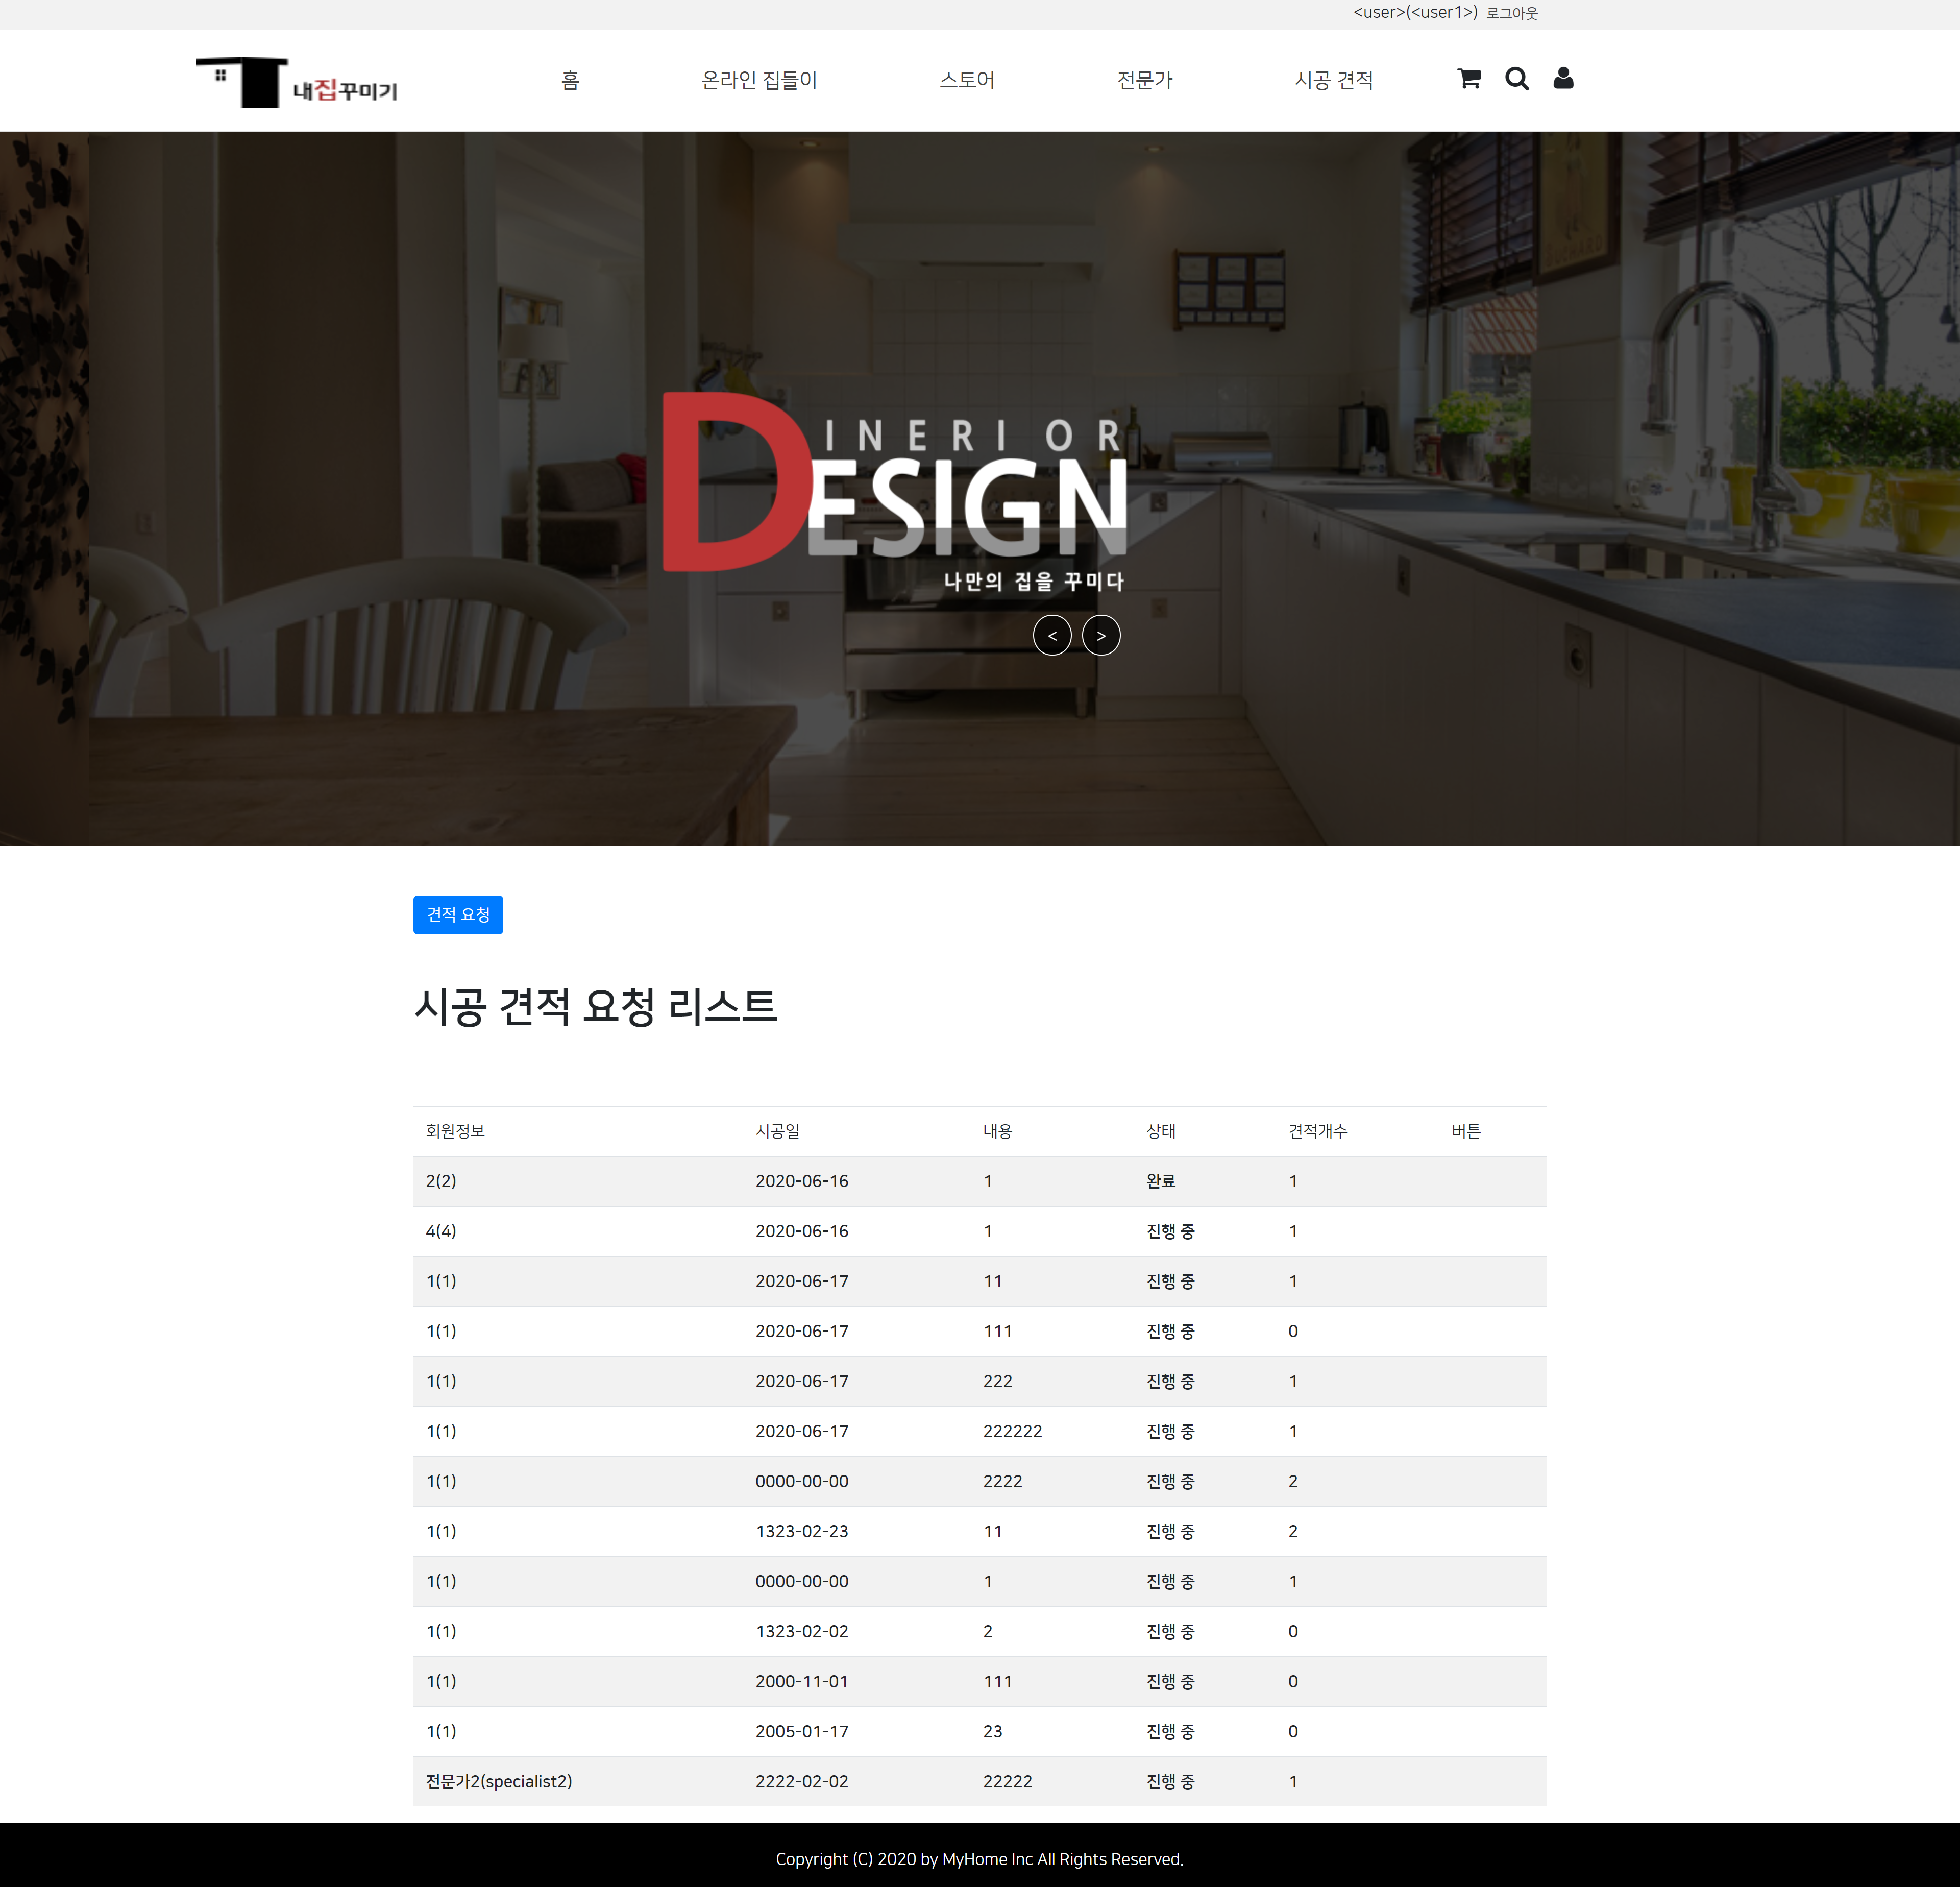 <user>(<user1>) 로그아웃
내집꾸미기 홈 온라인 집들이 스토어 전문가 시공 견적
SUCHARD
INERIOR
DESIGN
나만의 집을 꾸미다
< >
견적 요청
시공 견적 요청 리스트
회원정보 시공일 내용 상태 견적개수 버튼
2(2) 2020-06-16 1 완료 1
4(4) 2020-06-16 1 진행 중 1
1(1) 2020-06-17 11 진행 중 1
1(1) 2020-06-17 111 진행 중 0
1(1) 2020-06-17 222 진행 중 1
1(1) 2020-06-17 222222 진행 중 1
1(1) 0000-00-00 2222 진행 중 2
1(1) 1323-02-23 11 진행 중 2
1(1) 0000-00-00 1 진행 중 1
1(1) 1323-02-02 2 진행 중 0
1(1) 2000-11-01 111 진행 중 0
1(1) 2005-01-17 23 진행 중 0
전문가2(specialist2) 2222-02-02 22222 진행 중 1
Copyright (C) 2020 by MyHome Inc All Rights Reserved.